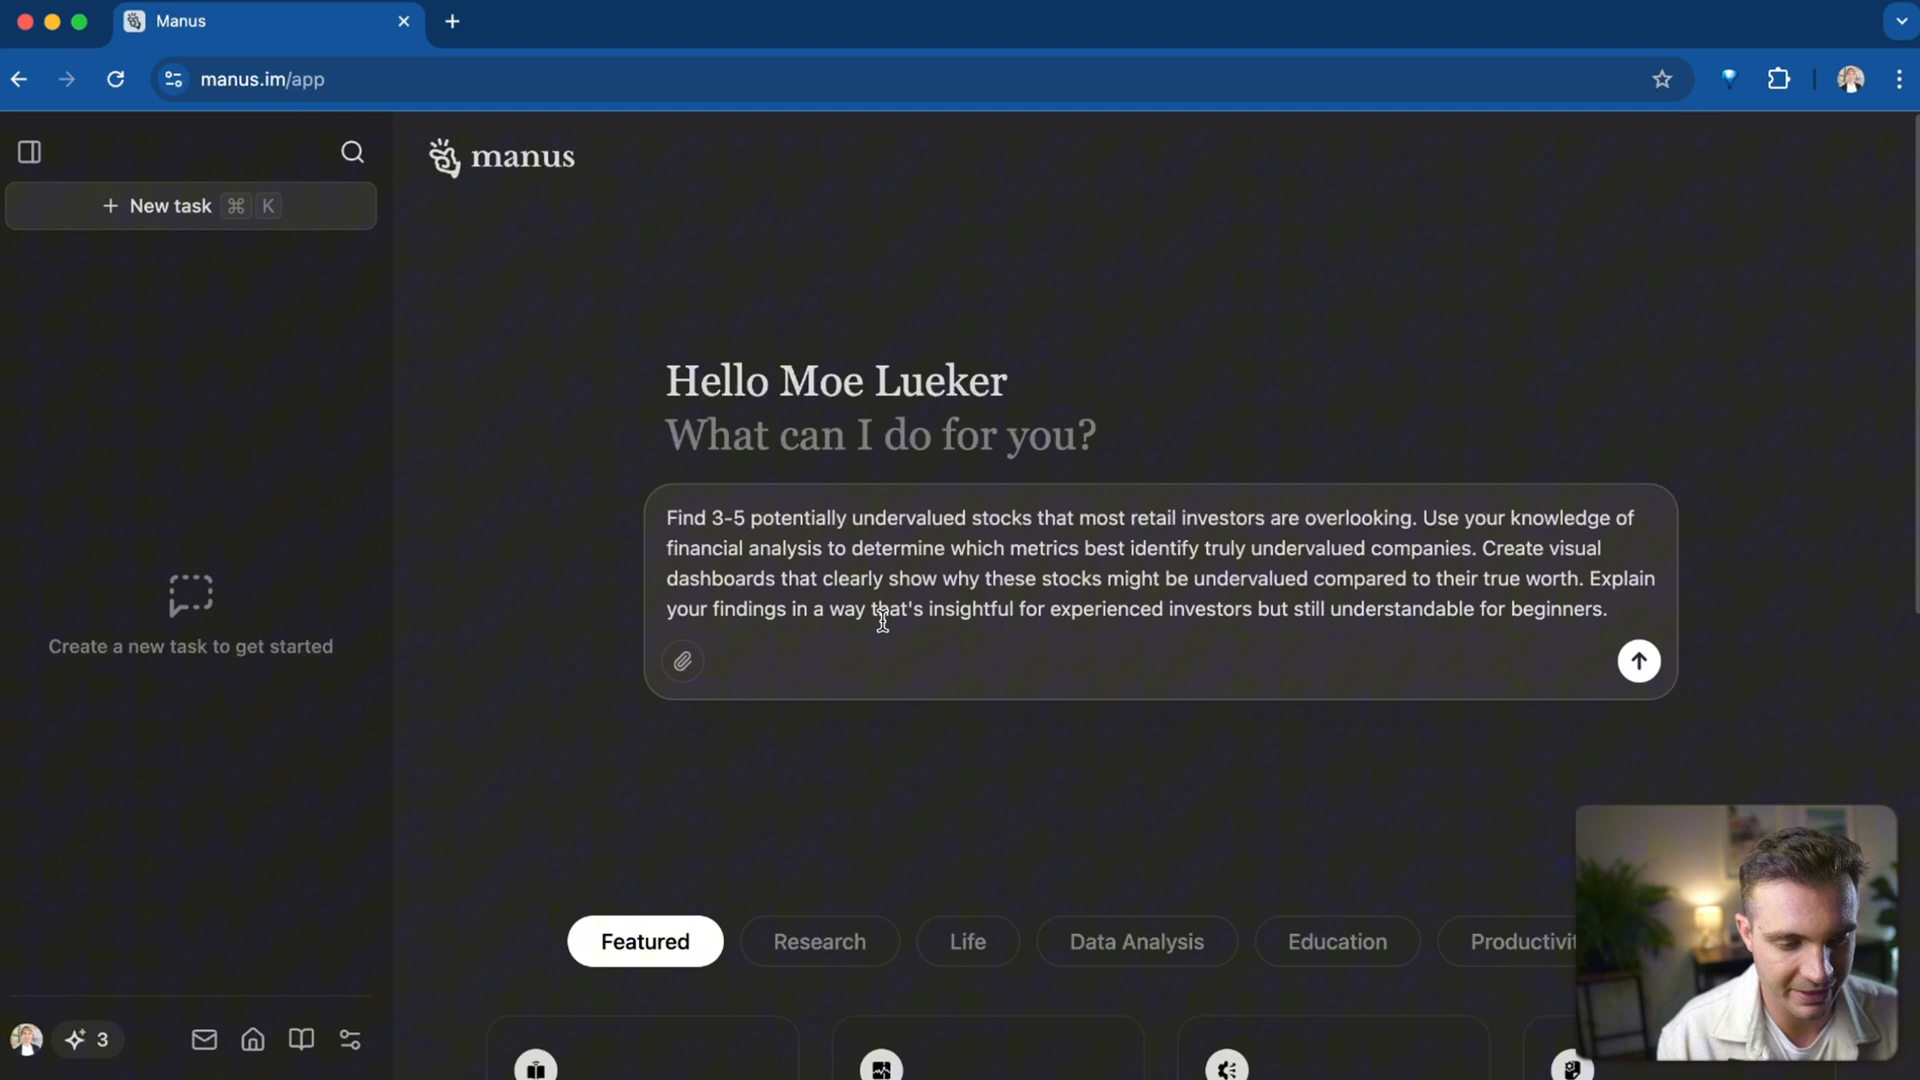 Manus
manus.im/app
manus
+ New task ⌘ K
Hello Moe Lueker
What can I do for you?
Find 3-5 potentially undervalued stocks that most retail investors are overlooking. Use your knowledge of
financial analysis to determine which metrics best identify truly undervalued companies. Create visual
dashboards that clearly show why these stocks might be undervalued compared to their true worth. Explain
your findings in a way that's insightful for experienced investors but still understandable for beginners.
Create a new task to get started
Featured
Research
Life
Data Analysis
Education
Productivit
3